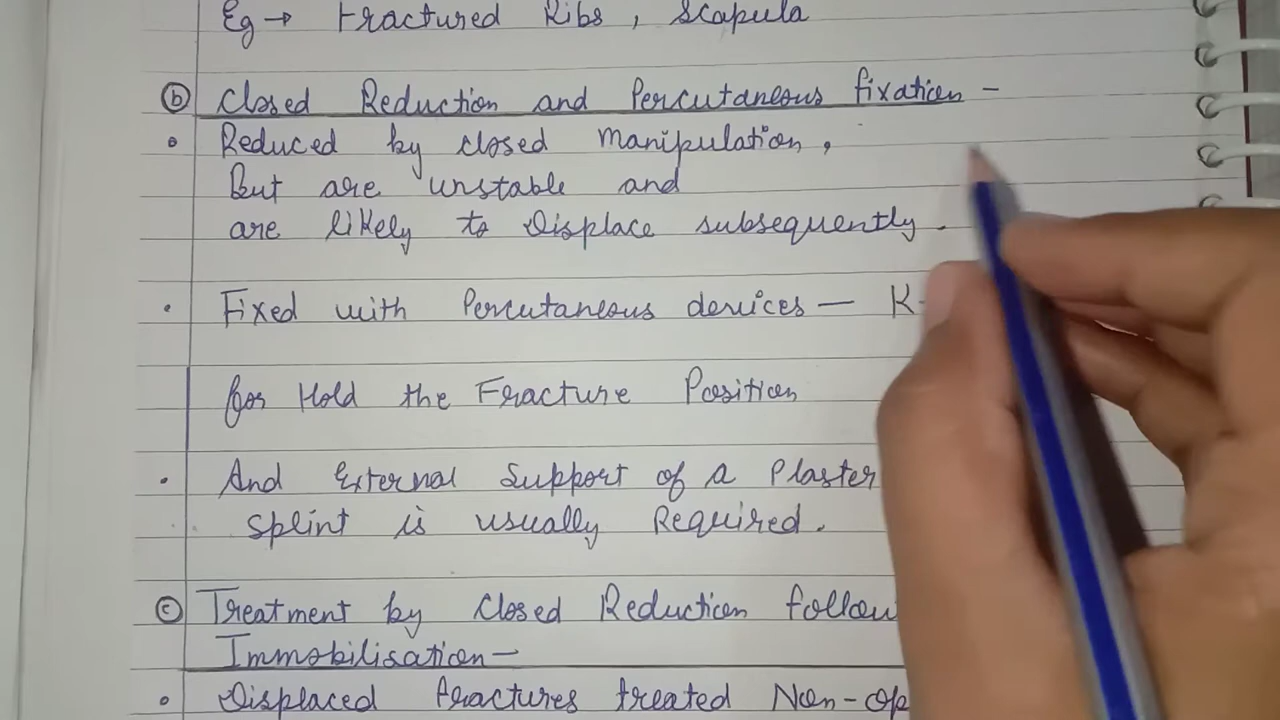 Eg → Fractured Ribs, Scapula
ⓑ Closed Reduction and Percutaneous fixation -
• Reduced by closed manipulation,
But are unstable and
are likely to Displace subsequently.
• Fixed with Percutaneous devices — K-
for Hold the Fracture Position
• And External Support of a Plaster
splint is usually Required.
ⓒ Treatment by Closed Reduction follow
Immobilisation -
• Displaced fractures treated Non-op